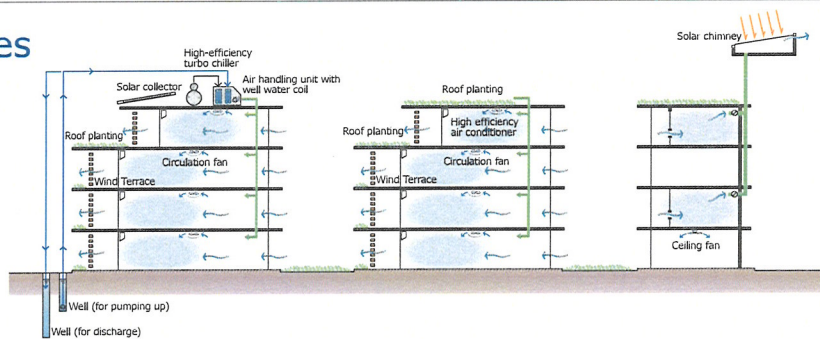 es
High-efficiency
turbo chiller
Solar collector
Air handling unit with
well water coil
Roof planting
Circulation fan
Wind Terrace
Well (for pumping up)
Well (for discharge)
Roof planting
High efficiency
air conditioner
Roof planting
Circulation fan
Wind Terrace
Solar chimney
Ceiling fan